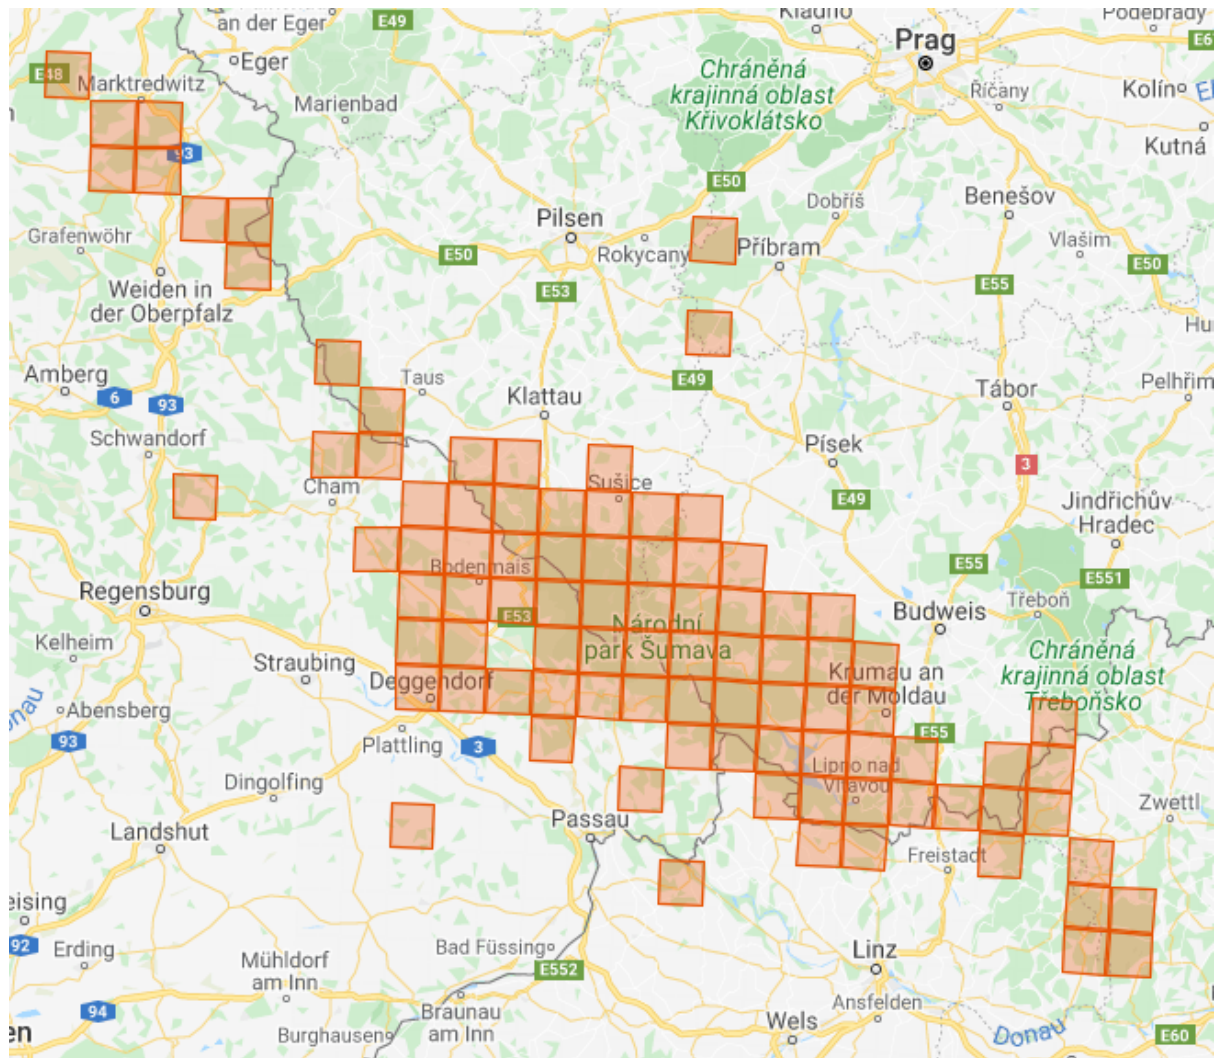 an der Eger
E49
Kladno
Poděbrady
Prag
Eger
E48
Marktredwitz
Marienbad
Chráněná
krajinná oblast
Křivoklátsko
Říčany
Kolín
Kutná
93
E50
Grafenwöhr
Pilsen
Rokycany
Dobříš
Příbram
Benešov
Vlašim
E50
E50
E53
E55
Weiden in
der Oberpfalz
Amberg
6
93
Taus
Klattau
E49
Tábor
Pelhřim
Schwandorf
Písek
3
Cham
Sušice
E49
Jindřichův
Hradec
Bodenmais
E55
E551
Regensburg
E53
Národní
park Šumava
Budweis
Třeboň
Kelheim
Straubing
Deggendorf
Krumau an
der Moldau
Chráněná
krajinná oblast
Třeboňsko
Abensberg
93
Plattling
3
E55
Dingolfing
Lipno nad
Vltavou
Zwettl
Landshut
Passau
Freistadt
eising
92
Erding
Bad Füssing
Mühldorf
am Inn
E552
Linz
Ansfelden
94
Braunau
am Inn
Burghausen
Wels
Donau
E60